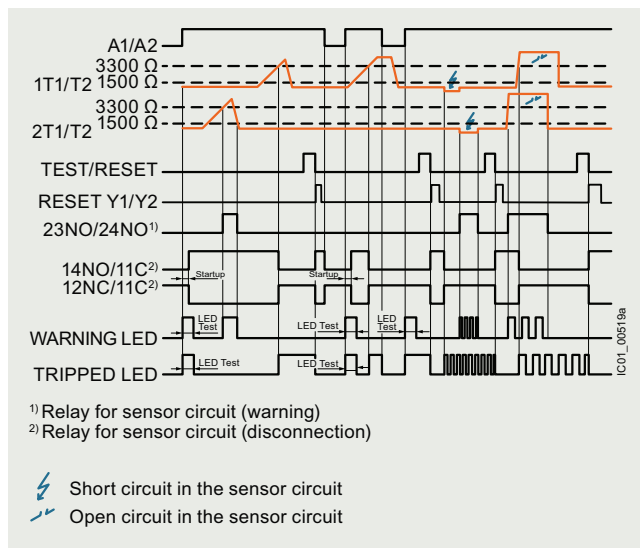 A1/A2
3300 Ω
1500 Ω
1T1/T2
3300 Ω
1500 Ω
2T1/T2
TEST/RESET
RESET Y1/Y2
23NO/24NO1)
14NO/11C2)
Startup
Startup
12NC/11C2)
LED
Test
LED Test
LED
Test
WARNING LED
LED Test
LED Test
TRIPPED LED
IC01_00519a
1) Relay for sensor circuit (warning)
2) Relay for sensor circuit (disconnection)
Short circuit in the sensor circuit
Open circuit in the sensor circuit